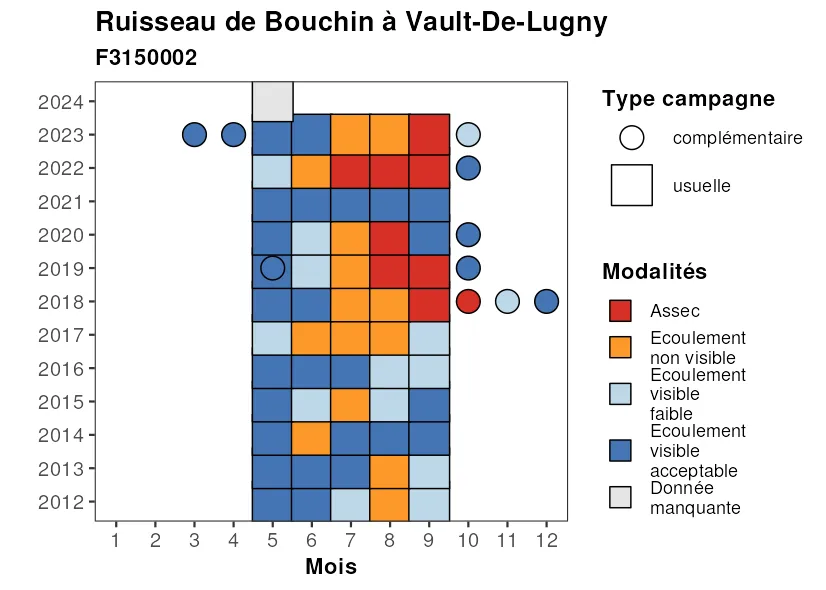 Ruisseau de Bouchin à Vault-De-Lugny
F3150002
2024
2023
2022
2021
2020
2019
2018
2017
2016
2015
2014
2013
2012
1 2 3 4 5 6 7 8 9 10 11 12
Mois
Type campagne
complémentaire
usuelle
Modalités
Assec
Ecoulement
non visible
Ecoulement
visible
faible
Ecoulement
visible
acceptable
Donnée
manquante